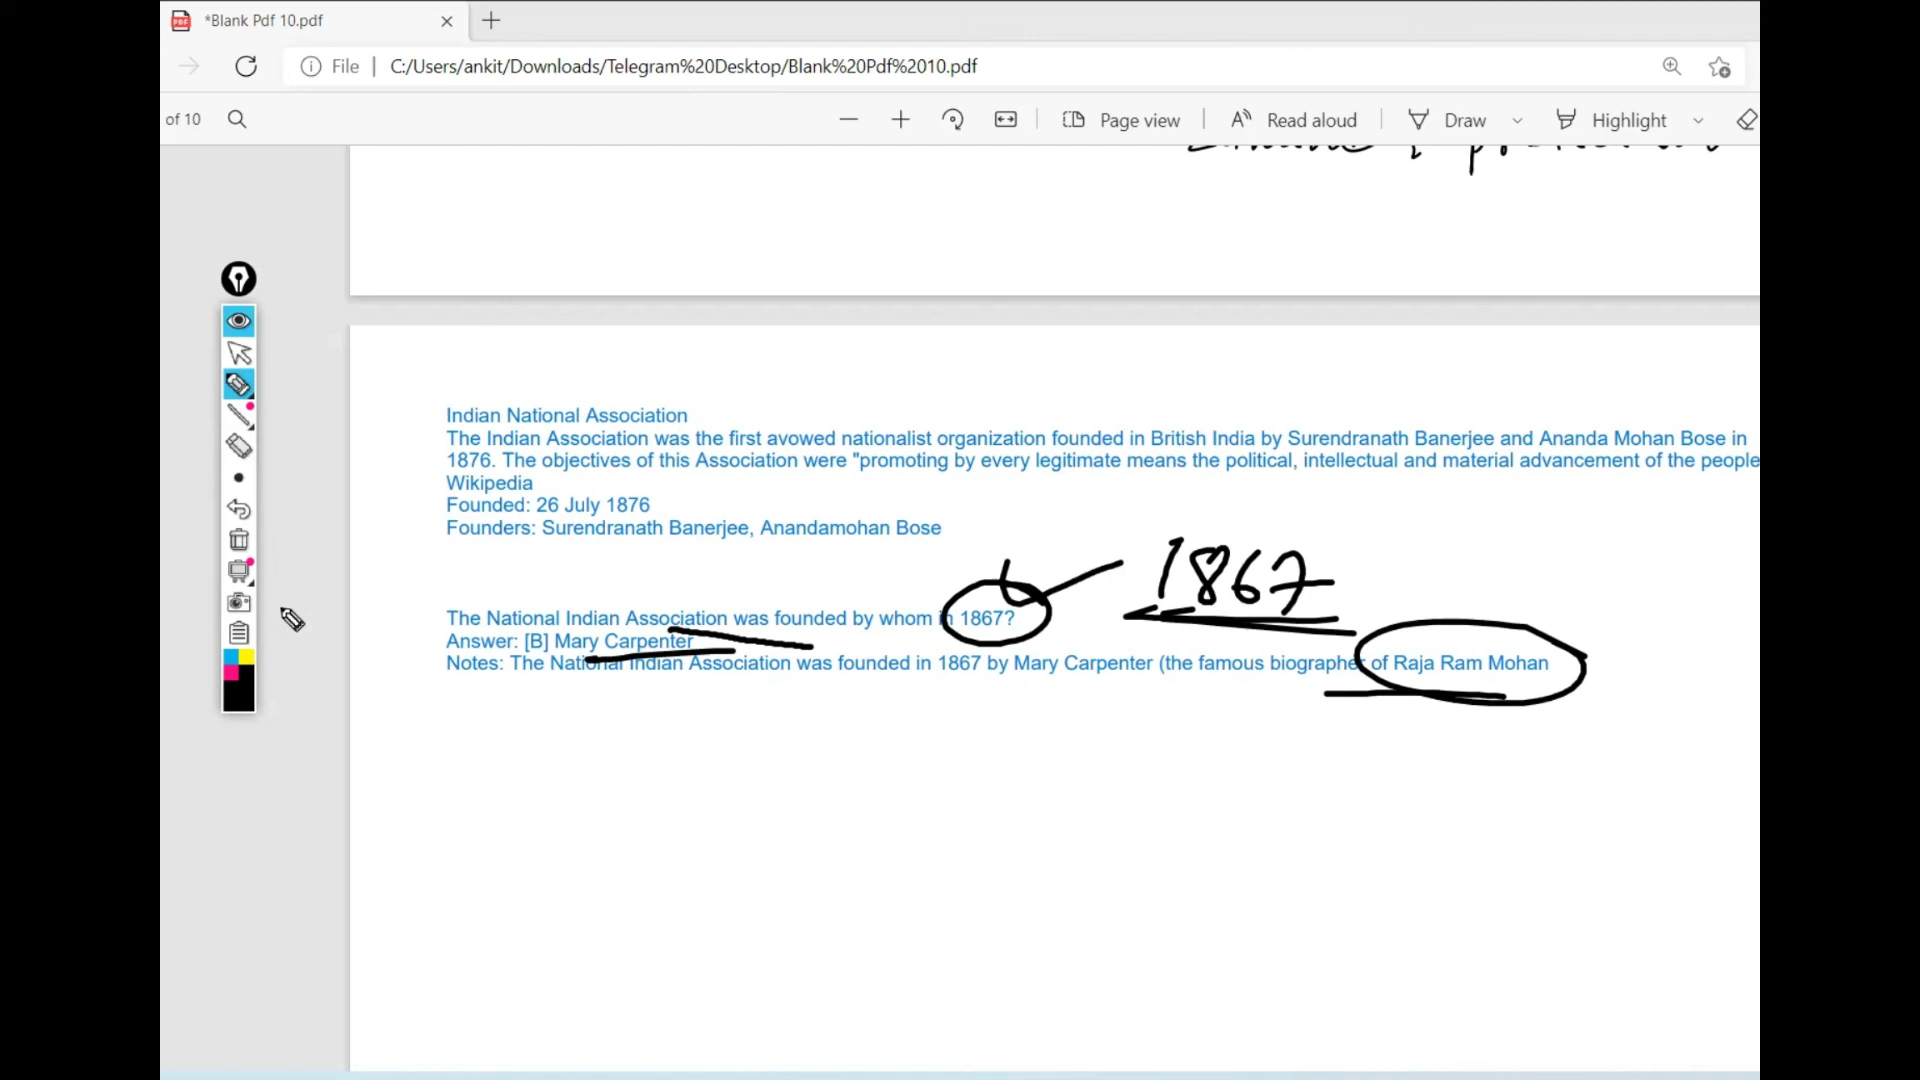 *Blank Pdf 10.pdf
File | C:/Users/ankit/Downloads/Telegram%20Desktop/Blank%20Pdf%2010.pdf
of 10
Page view
Read aloud
Draw
Highlight
Indian National Association
The Indian Association was the first avowed nationalist organization founded in British India by Surendranath Banerjee and Ananda Mohan Bose in
1876. The objectives of this Association were "promoting by every legitimate means the political, intellectual and material advancement of the people
Wikipedia
Founded: 26 July 1876
Founders: Surendranath Banerjee, Anandamohan Bose
1867
The National Indian Association was founded by whom in 1867?
Answer: [B] Mary Carpenter
Notes: The National Indian Association was founded in 1867 by Mary Carpenter (the famous biographer of Raja Ram Mohan